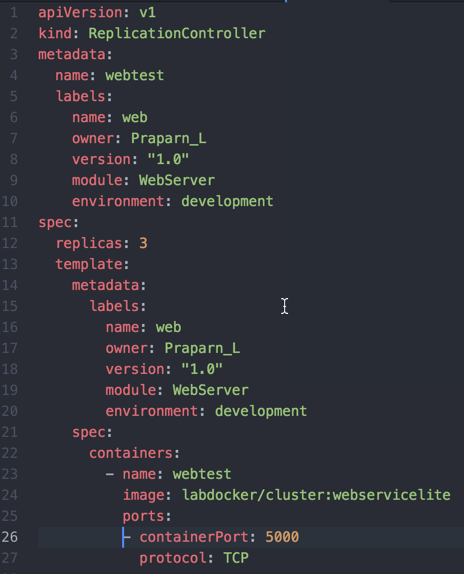 1 apiVersion: v1
2 kind: ReplicationController
3 metadata:
4   name: webtest
5   labels:
6     name: web
7     owner: Praparn_L
8     version: "1.0"
9     module: WebServer
10     environment: development
11 spec:
12   replicas: 3
13   template:
14     metadata:
15       labels:
16         name: web
17         owner: Praparn_L
18         version: "1.0"
19         module: WebServer
20         environment: development
21     spec:
22       containers:
23         - name: webtest
24           image: labdocker/cluster:webservicelite
25           ports:
26           - containerPort: 5000
27             protocol: TCP